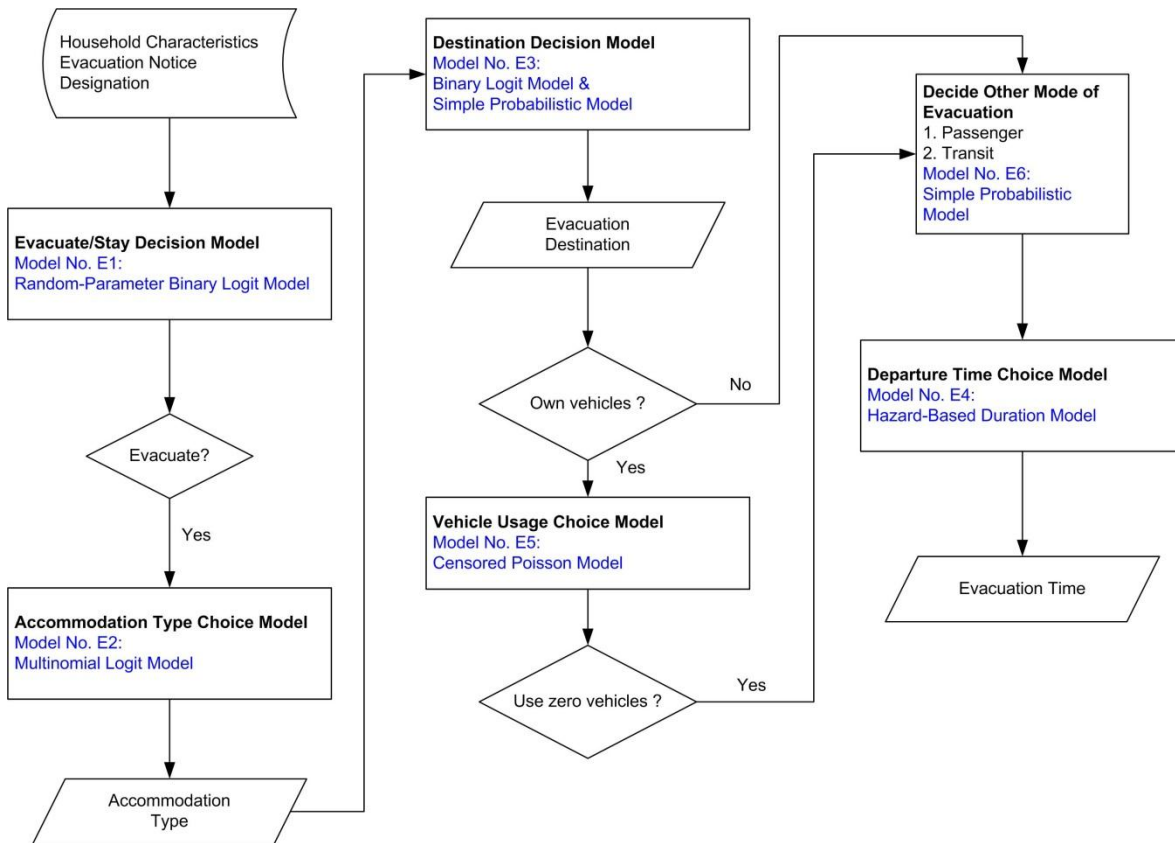 Household Characteristics
Evacuation Notice
Designation
Evacuate/Stay Decision Model
Model No. E1:
Random-Parameter Binary Logit Model
Evacuate?
Yes
Accommodation Type Choice Model
Model No. E2:
Multinomial Logit Model
Accommodation
Type
Destination Decision Model
Model No. E3:
Binary Logit Model &
Simple Probabilistic Model
Evacuation
Destination
Own vehicles ?
No
Yes
Vehicle Usage Choice Model
Model No. E5:
Censored Poisson Model
Use zero vehicles ?
Yes
Decide Other Mode of
Evacuation
1. Passenger
2. Transit
Model No. E6:
Simple Probabilistic
Model
Departure Time Choice Model
Model No. E4:
Hazard-Based Duration Model
Evacuation Time